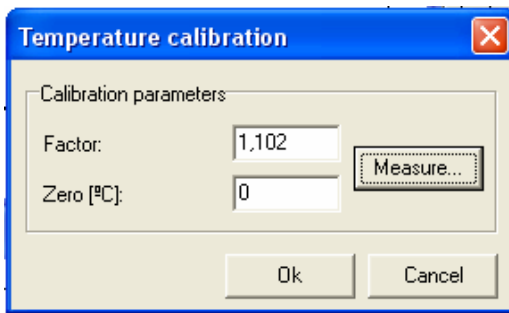 Temperature calibration
Calibration parameters
Factor:
1,102
Measure...
Zero [ºC]:
0
Ok
Cancel